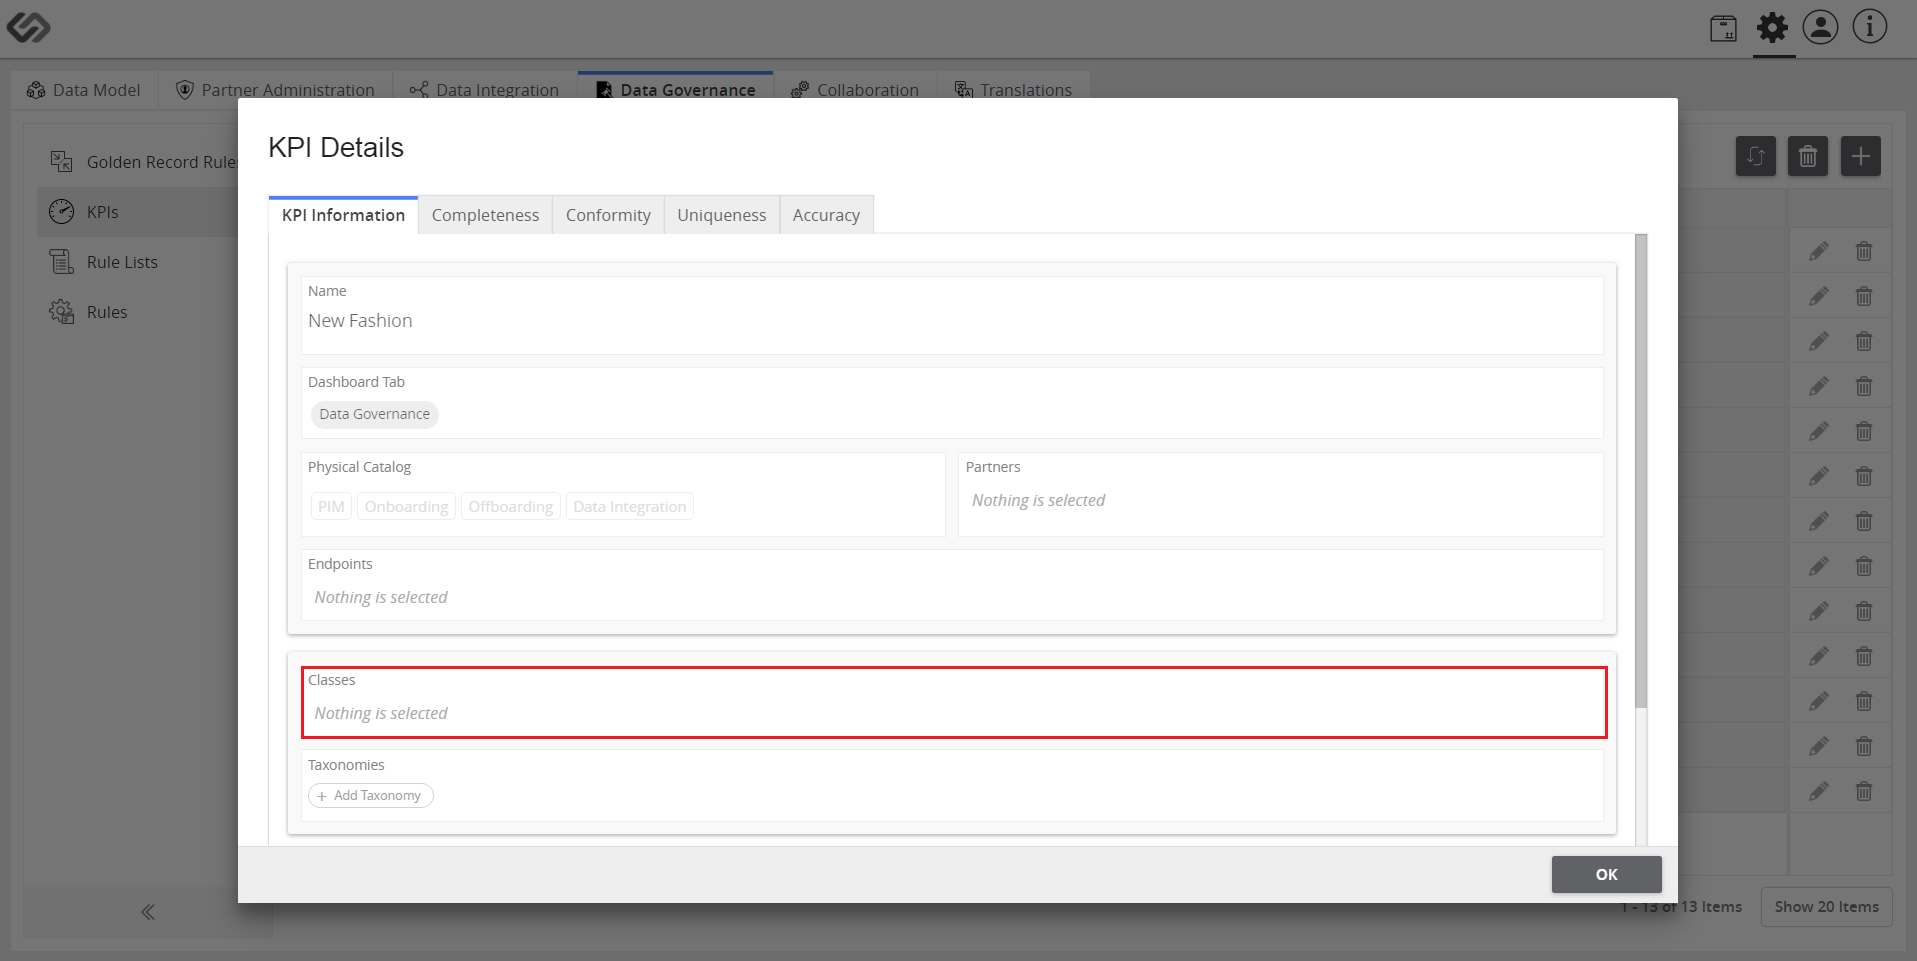 Data Model
Partner Administration
Data Integration
Data Governance
Collaboration
Translations
Golden Record Rules
KPIs
Rule Lists
Rules
KPI Details
KPI Information
Completeness
Conformity
Uniqueness
Accuracy
Name
New Fashion
Dashboard Tab
Data Governance
Physical Catalog
PIM Onboarding Offboarding Data Integration
Partners
Nothing is selected
Endpoints
Nothing is selected
Classes
Nothing is selected
Taxonomies
+ Add Taxonomy
OK
1 - 13 of 13 Items
Show 20 Items